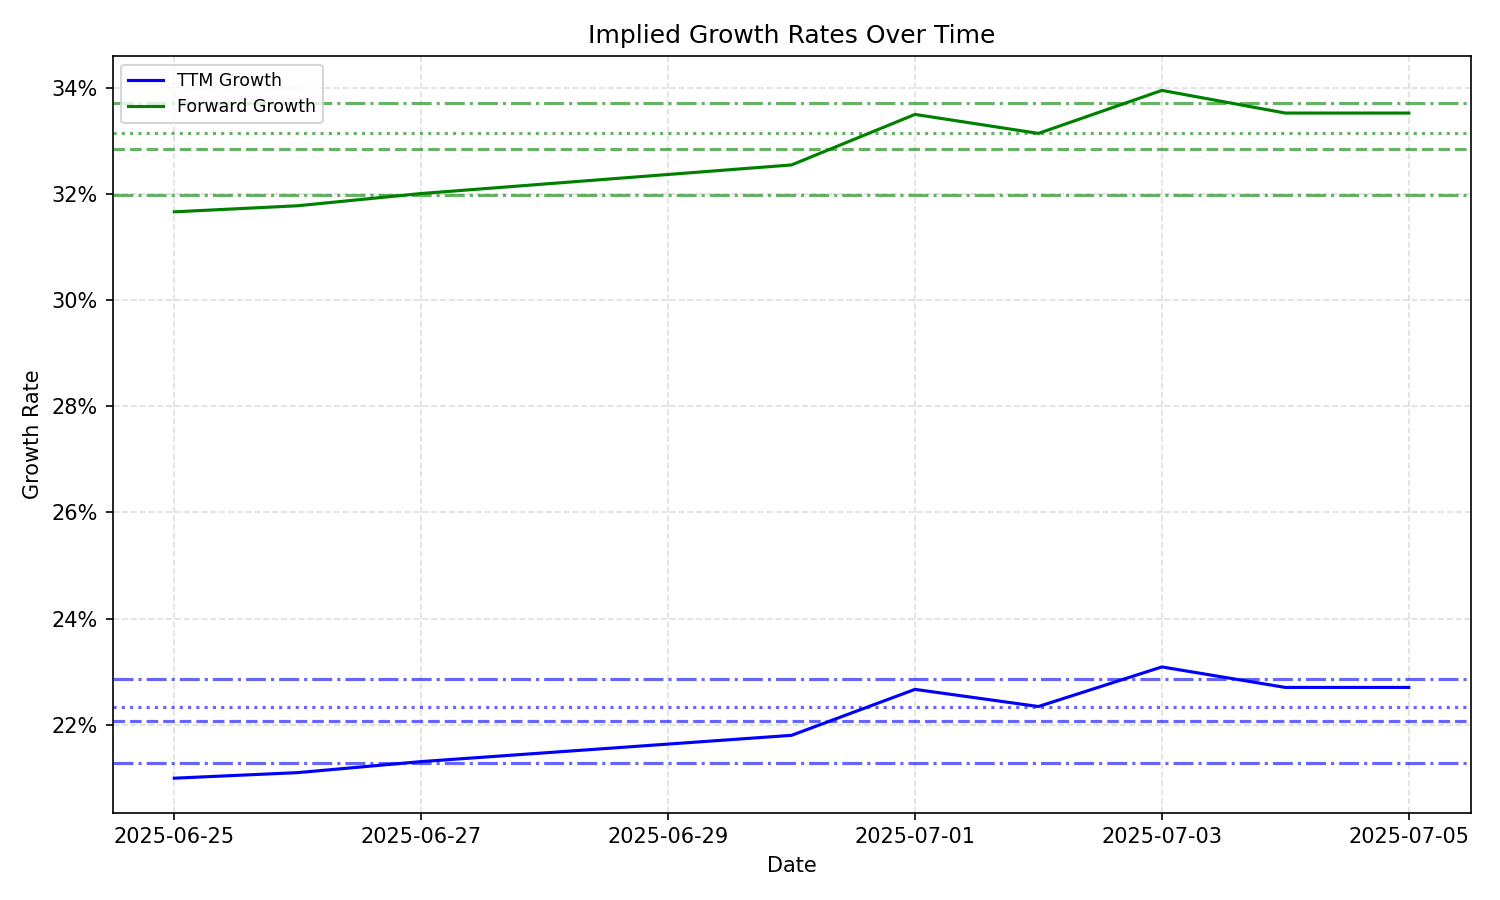 Implied Growth Rates Over Time
TTM Growth
Forward Growth
34%
32%
30%
28%
26%
24%
22%
Growth Rate
2025-06-25
2025-06-27
2025-06-29
2025-07-01
2025-07-03
2025-07-05
Date